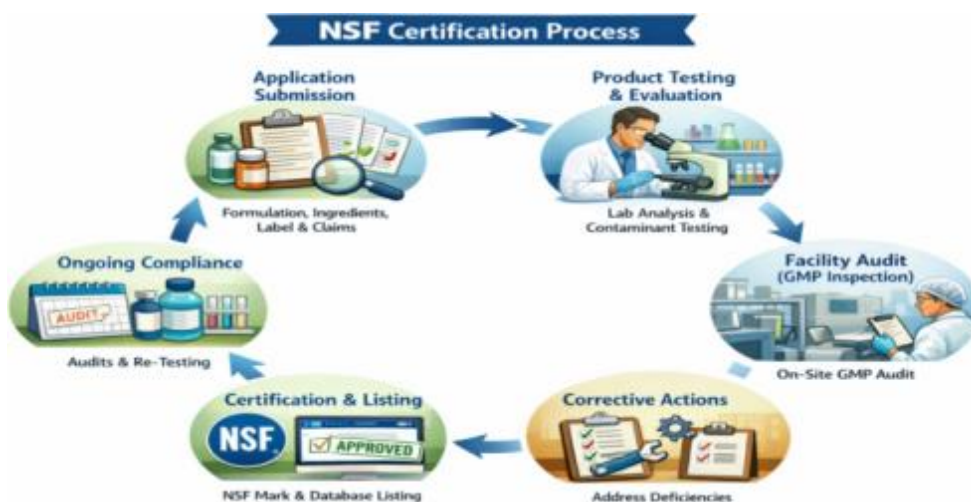 NSF Certification Process
Application
Submission
Formulation, Ingredients,
Label & Claims
Product Testing
& Evaluation
Lab Analysis &
Contaminant Testing
Facility Audit
(GMP Inspection)
On-Site GMP Audit
Corrective Actions
Address Deficiencies
Certification & Listing
NSF
APPROVED
NSF Mark & Database Listing
Ongoing Compliance
AUDIT
Audits & Re-Testing